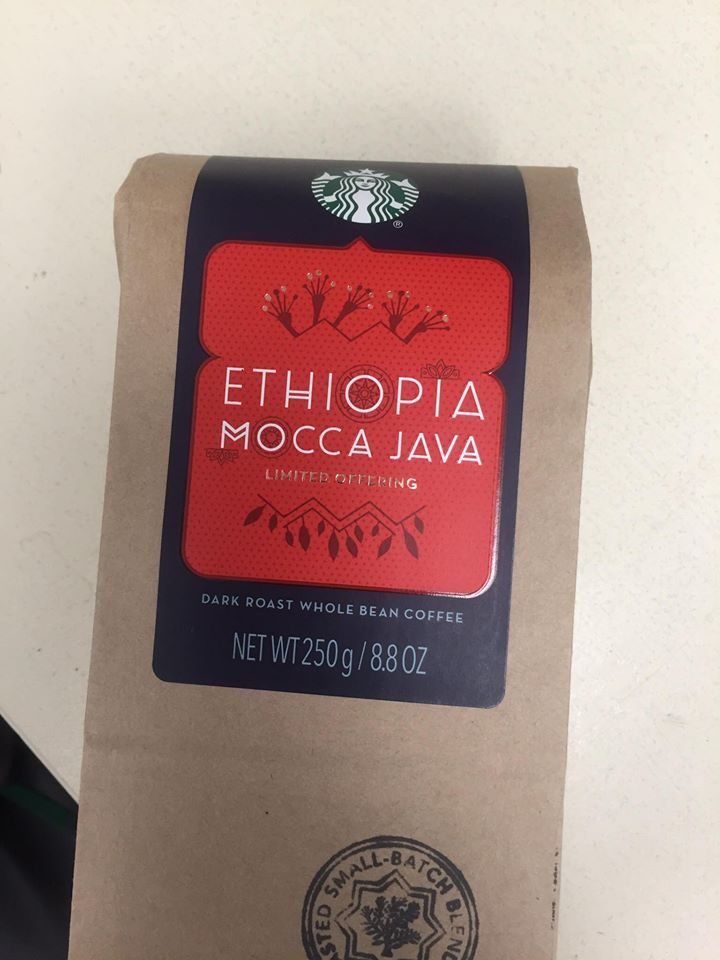 ®
ETHIOPIA
MOCCA JAVA
LIMITED OFFERING
DARK ROAST WHOLE BEAN COFFEE
NET WT 250 g / 8.8 OZ
SMALL-BATCH